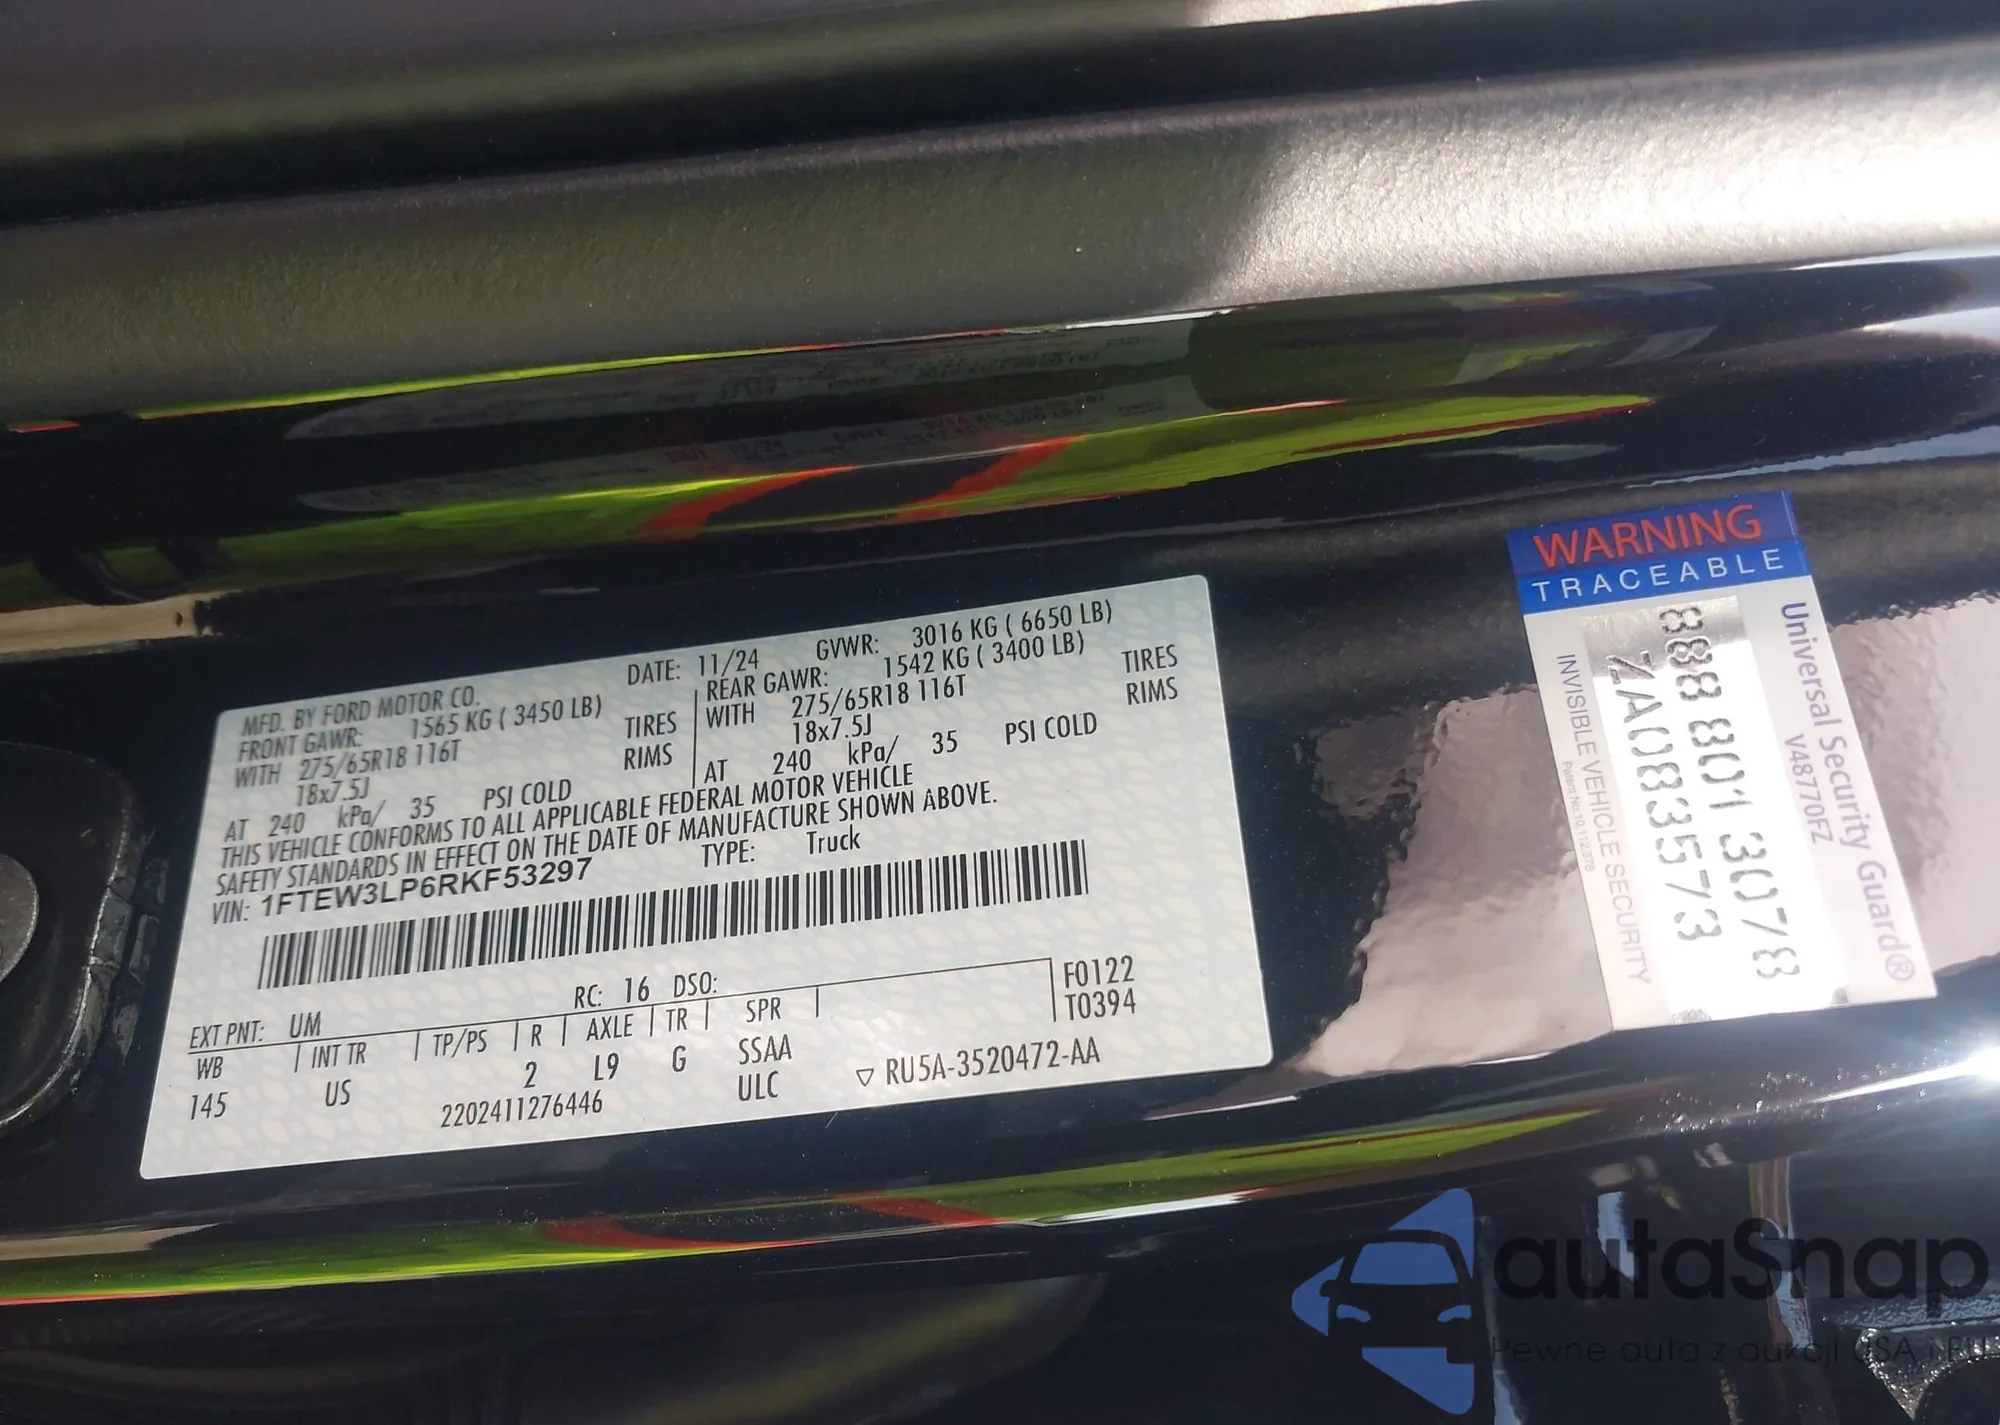 MFD. BY FORD MOTOR CO.
DATE: 11/24
GVWR: 3016 KG ( 6650 LB)
FRONT GAWR: 1565 KG ( 3450 LB)
REAR GAWR: 1542 KG ( 3400 LB)
WITH 275/65R18 116T TIRES
WITH 275/65R18 116T TIRES
18x7.5J RIMS
18x7.5J RIMS
AT 240 kPa/ 35 PSI COLD
AT 240 kPa/ 35 PSI COLD
THIS VEHICLE CONFORMS TO ALL APPLICABLE FEDERAL MOTOR VEHICLE
SAFETY STANDARDS IN EFFECT ON THE DATE OF MANUFACTURE SHOWN ABOVE.
VIN: 1FTEW3LP6RKF53297
TYPE: Truck
EXT PNT: UM RC: 16 DSO: F0122
T0394
WB INT TR TP/PS R AXLE TR SPR
145 US 2 L9 G SSAA
ULC
2202411276446
▽ RU5A-3520472-AA
WARNING
TRACEABLE
Universal Security Guard®
V48770FZ
888 801 3078
ZA0835573
INVISIBLE VEHICLE SECURITY
autaSnap
Pewne auta z aukcji USA i EU